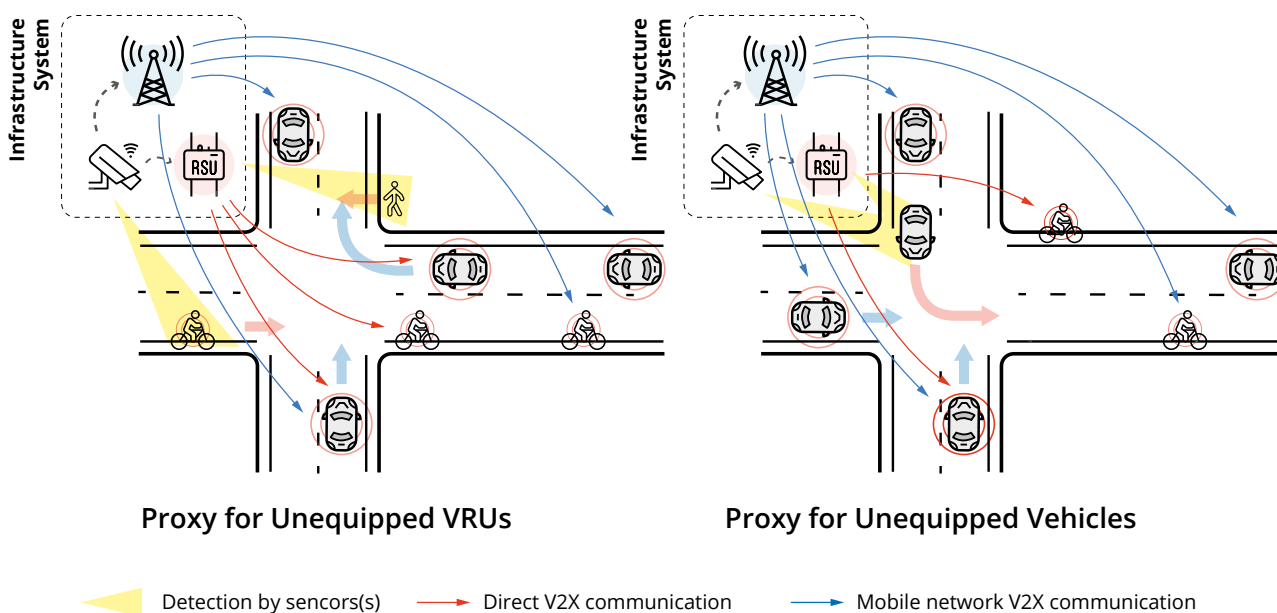 Infrastructure
System
RSU
Proxy for Unequipped VRUs
Infrastructure
System
RSU
Proxy for Unequipped Vehicles
Detection by sencors(s)
Direct V2X communication
Mobile network V2X communication